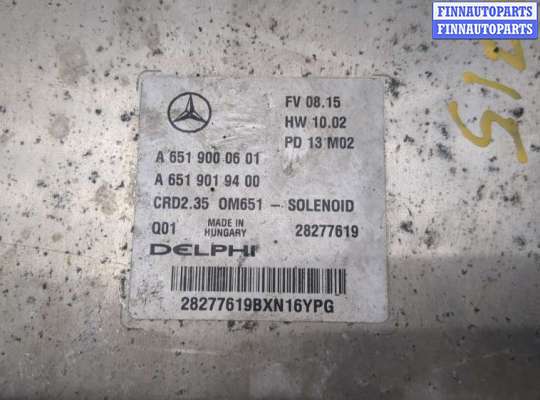 FINNAUTOPARTS
FINNAUTOPARTS
FV 08.15
HW 10.02
PD 13 M02
A 651 900 06 01
A 651 901 94 00
CRD2.35 OM651 - SOLENOID
Q01 MADE IN HUNGARY 28277619
DELPHI
28277619BXN16YPG